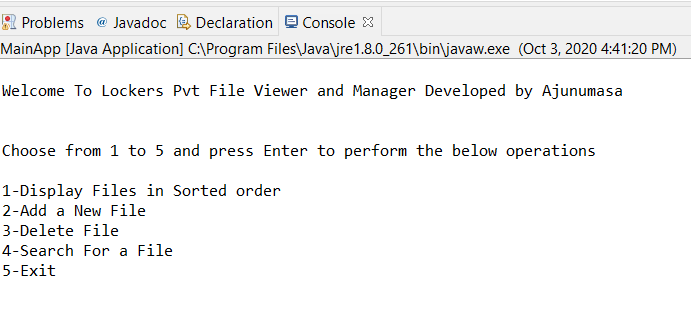 Problems @ Javadoc Declaration Console
MainApp [Java Application] C:\Program Files\Java\jre1.8.0_261\bin\javaw.exe (Oct 3, 2020 4:41:20 PM)
Welcome To Lockers Pvt File Viewer and Manager Developed by Ajunumasa
Choose from 1 to 5 and press Enter to perform the below operations
1-Display Files in Sorted order
2-Add a New File
3-Delete File
4-Search For a File
5-Exit